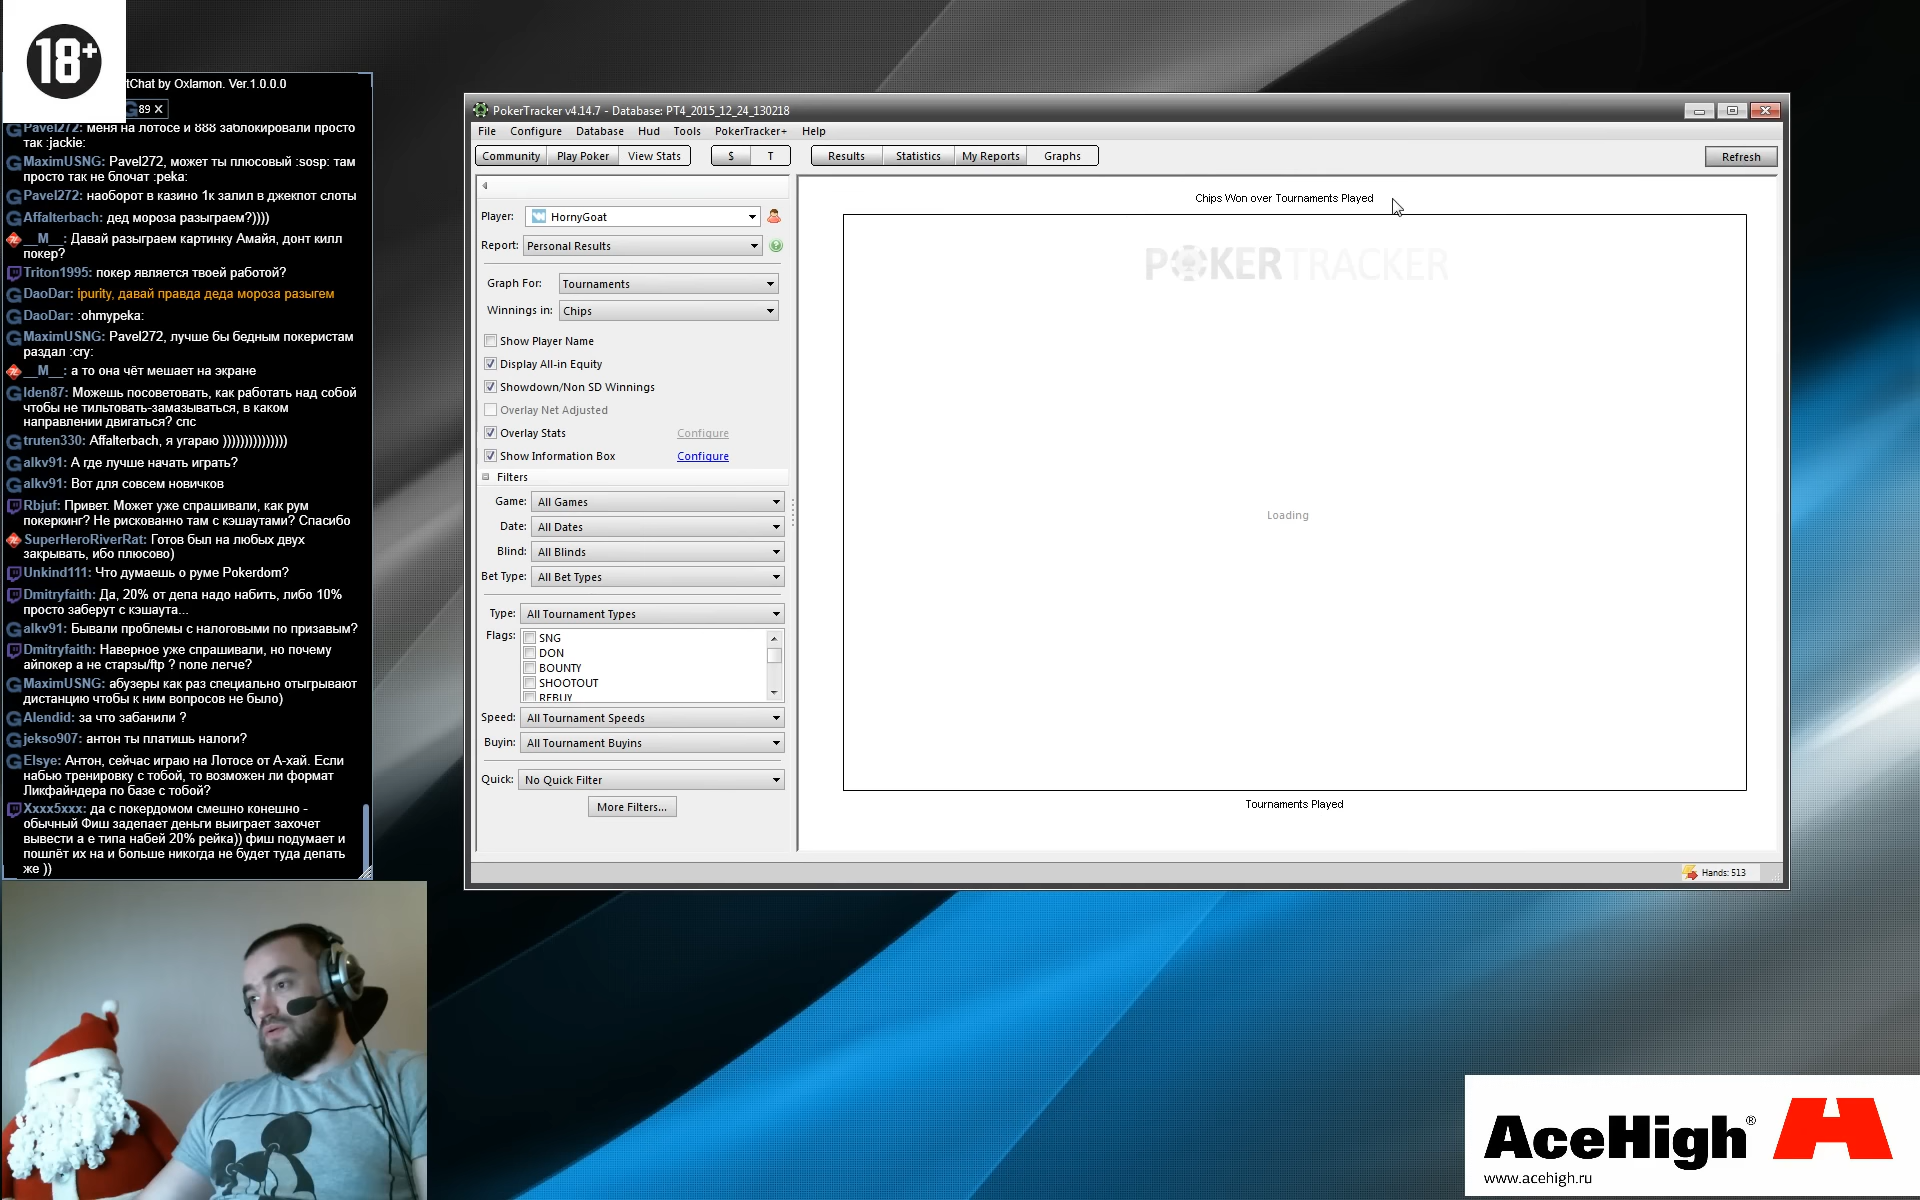 18+
tChat by Oxlamon. Ver.1.0.0.0
89 X
Pavel272: меня на лотосе и 888 заблокировали просто
так :jackie:
MaximUSNG: Pavel272, может ты плюсовый :sosp: там
просто так не блочат :peka:
Pavel272: наоборот в казино 1к залил в джекпот слоты
Affalterbach: дед мороза разыграем?))))
__M__: Давай разыграем картинку Амайя, донт килл
покер?
Triton1995: покер является твоей работой?
DaoDar: ipurity, давай правда деда мороза разыгем
DaoDar: :ohmypeka:
MaximUSNG: Pavel272, лучше бы бедным покеристам
раздал :cry:
__M__: а то она чёт мешает на экране
Iden87: Можешь посоветовать, как работать над собой
чтобы не тильтовать-замазываться, в каком
направлении двигаться? спс
truten330: Affalterbach, я угараю )))))))))))))))
alkv91: А где лучше начать играть?
alkv91: Вот для совсем новичков
Rbjuf: Привет. Может уже спрашивали, как рум
покеркинг? Не рискованно там с кэшаутами? Спасибо
SuperHeroRiverRat: Готов был на любых двух
закрывать, ибо плюсово)
Unkind111: Что думаешь о руме Pokerdom?
Dmitryfaith: Да, 20% от депа надо набить, либо 10%
просто заберут с кэшаута...
alkv91: Бывали проблемы с налоговыми по призавым?
Dmitryfaith: Наверное уже спрашивали, но почему
айпокер а не старзы/ftp ? поле легче?
MaximUSNG: абузеры как раз специально отыгрывают
дистанцию чтобы к ним вопросов не было)
Alendid: за что забанили ?
jekso907: антон ты платишь налоги?
Elsye: Антон, сейчас играю на Лотосе от А-хай. Если
набью тренировку с тобой, то возможен ли формат
Ликфайндера по базе с тобой?
Xxxx5xxx: да с покердомом смешно конешно -
обычный Фиш заделает деньги выиграет захочет
вывести а е типа набей 20% рейка)) фиш подумает и
пошлёт их на и больше никогда не будет туда депать
же ))
PokerTracker v4.14.7 - Database: PT4_2015_12_24_130218
File Configure Database Hud Tools PokerTracker+ Help
Community Play Poker View Stats $ T Results Statistics My Reports Graphs Refresh
Player: HornyGoat
Report: Personal Results
Graph For: Tournaments
Winnings in: Chips
Show Player Name
Display All-in Equity
Showdown/Non SD Winnings
Overlay Net Adjusted
Overlay Stats Configure
Show Information Box Configure
Filters
Game: All Games
Date: All Dates
Blind: All Blinds
Bet Type: All Bet Types
Type: All Tournament Types
Flags: SNG
DON
BOUNTY
SHOOTOUT
REBUY
Speed: All Tournament Speeds
Buyin: All Tournament Buyins
Quick: No Quick Filter
More Filters...
Chips Won over Tournaments Played
POKERTRACKER
Loading
Tournaments Played
Hands: 513
AceHigh®
www.acehigh.ru